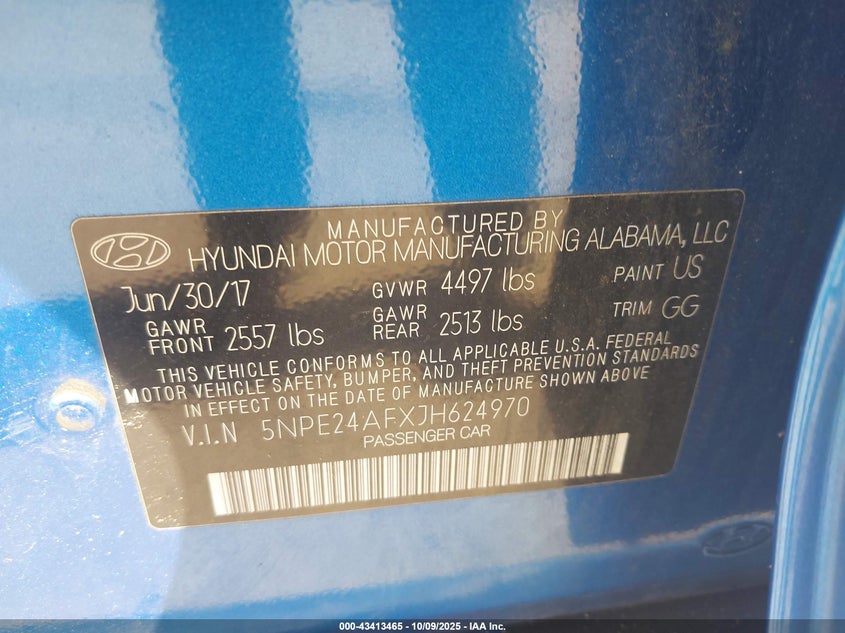 MANUFACTURED BY
HYUNDAI MOTOR MANUFACTURING ALABAMA, LLC
Jun/30/17 GVWR 4497 lbs PAINT US
GAWR FRONT 2557 lbs GAWR REAR 2513 lbs TRIM GG
THIS VEHICLE CONFORMS TO ALL APPLICABLE U.S.A. FEDERAL
MOTOR VEHICLE SAFETY, BUMPER, AND THEFT PREVENTION STANDARDS
IN EFFECT ON THE DATE OF MANUFACTURE SHOWN ABOVE
V.I.N 5NPE24AFXJH624970
PASSENGER CAR
000-43413465 - 10/09/2025 - IAA Inc.